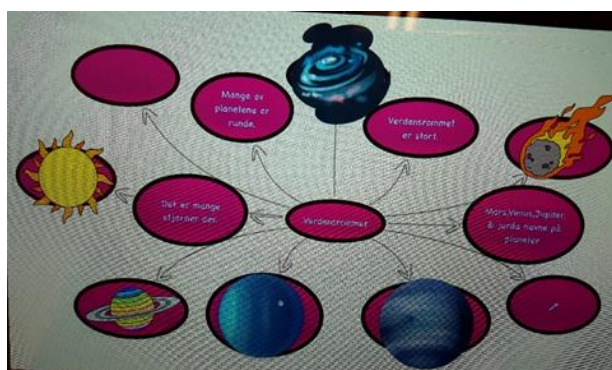 Mange av
planetene er
runde.
Verdensrommet
er stort.
Det er mange
stjerner der.
Verdensrommet
Mars,Venus,Jupiter,
& jorda navne på
planeter